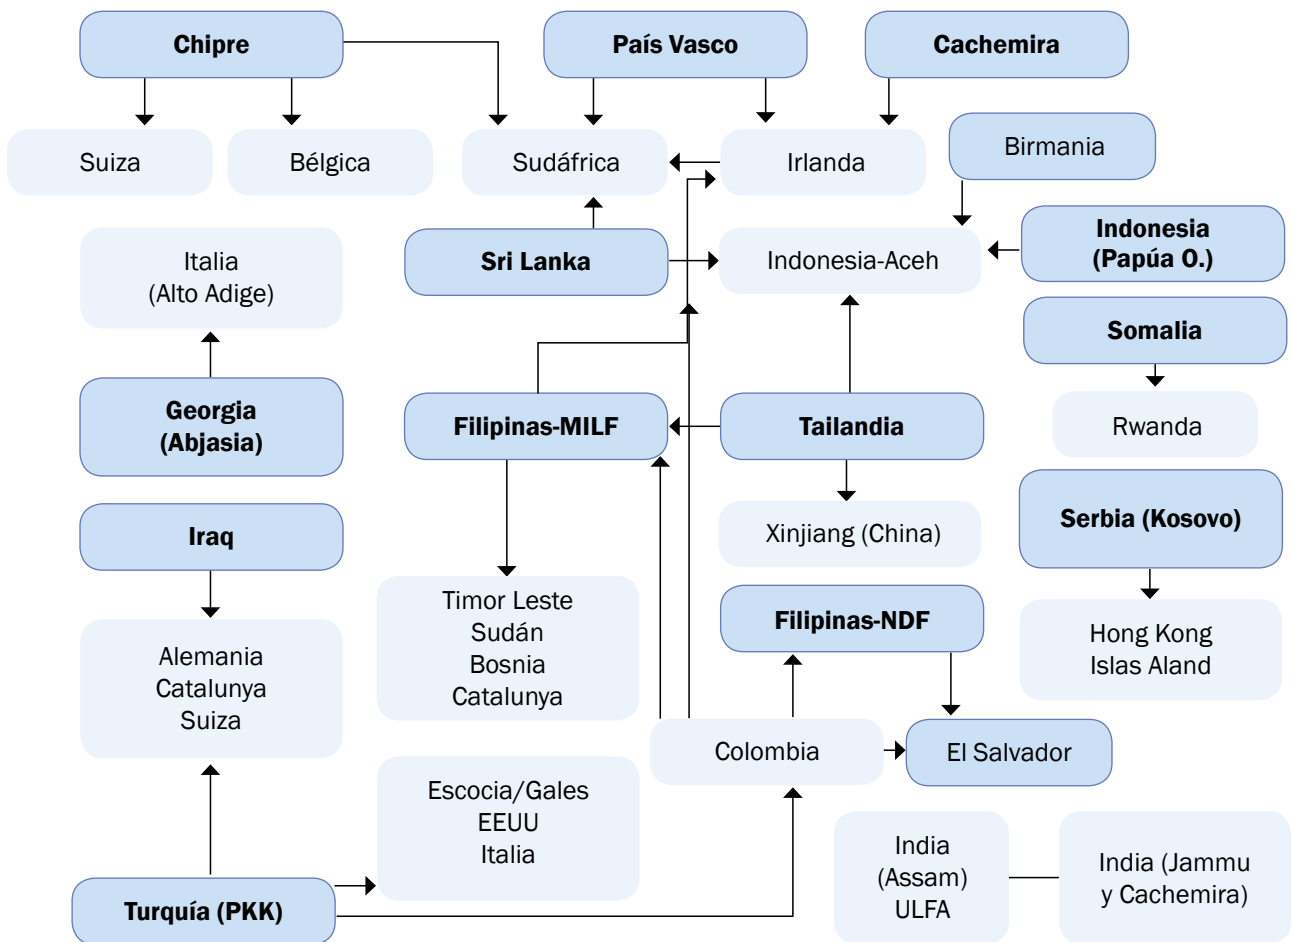 Chipre
País Vasco
Cachemira
Suiza
Bélgica
Sudáfrica
Irlanda
Birmania
Italia
(Alto Adige)
Sri Lanka
Indonesia-Aceh
Indonesia
(Papúa O.)
Somalia
Georgia
(Abjasia)
Filipinas-MILF
Tailandia
Rwanda
Iraq
Xinjiang (China)
Serbia (Kosovo)
Timor Leste
Sudán
Bosnia
Catalunya
Filipinas-NDF
Hong Kong
Islas Aland
Alemania
Catalunya
Suiza
Colombia
El Salvador
Escocia/Gales
EEUU
Italia
Turquía (PKK)
India
(Assam)
ULFA
India (Jammu
y Cachemira)